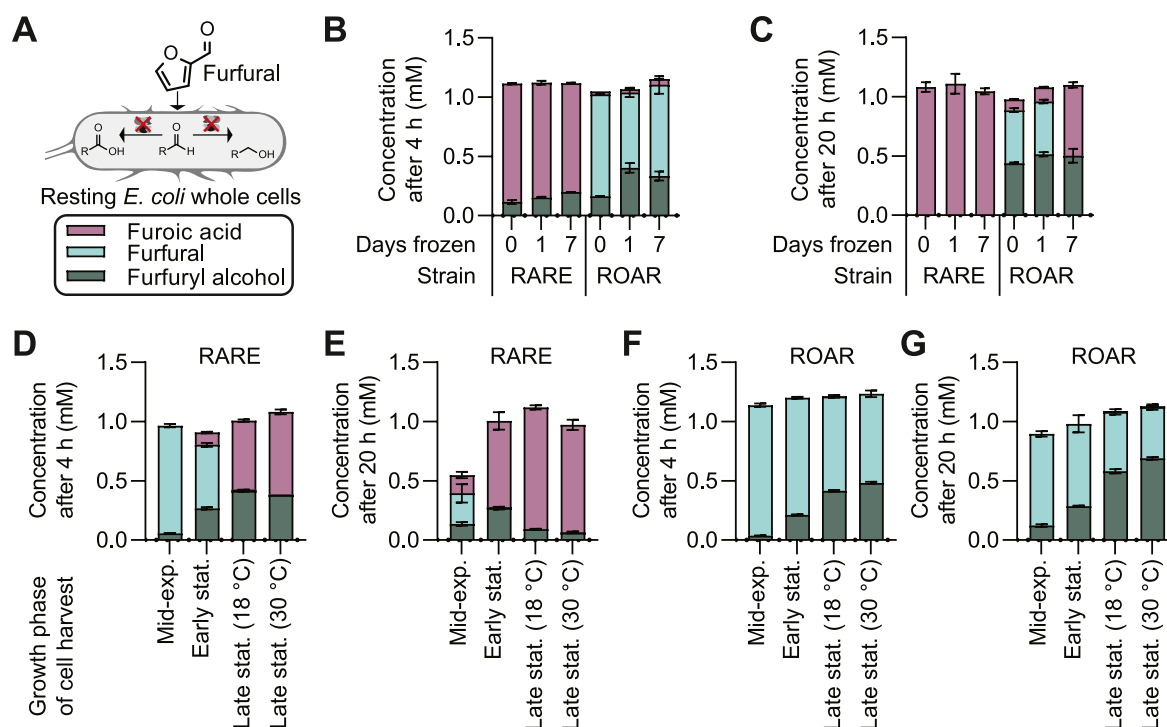 A
O
O
Furfural
O
R
OH
O
R
H
R
OH
Resting E. coli whole cells
Furoic acid
Furfural
Furfuryl alcohol
B
Concentration
after 4 h (mM)
1.5
1.0
0.5
0.0
Days frozen
0 1 7 0 1 7
Strain
RARE ROAR
C
Concentration
after 20 h (mM)
1.5
1.0
0.5
0.0
Days frozen
0 1 7 0 1 7
Strain
RARE ROAR
D
RARE
Concentration
after 4 h (mM)
1.5
1.0
0.5
0.0
Growth phase
of cell harvest
Mid-exp.
Early stat.
Late stat. (18 °C)
Late stat. (30 °C)
E
RARE
Concentration
after 20 h (mM)
1.5
1.0
0.5
0.0
Mid-exp.
Early stat.
Late stat. (18 °C)
Late stat. (30 °C)
F
ROAR
Concentration
after 4 h (mM)
1.5
1.0
0.5
0.0
Mid-exp.
Early stat.
Late stat. (18 °C)
Late stat. (30 °C)
G
ROAR
Concentration
after 20 h (mM)
1.5
1.0
0.5
0.0
Mid-exp.
Early stat.
Late stat. (18 °C)
Late stat. (30 °C)